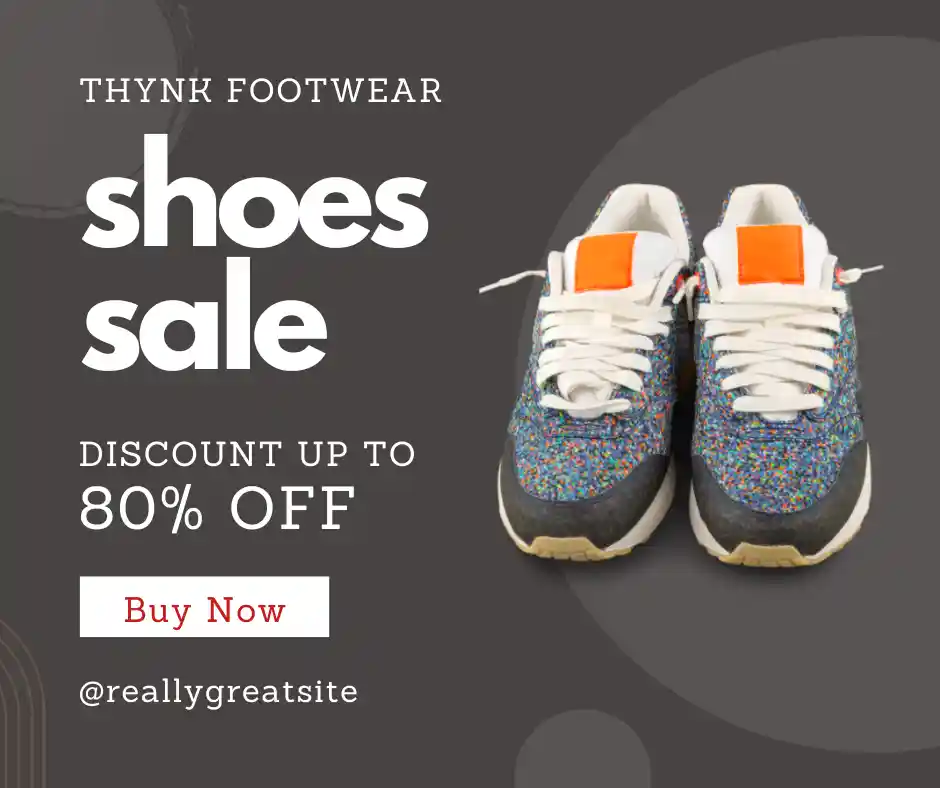 THYNK FOOTWEAR
shoes
sale
DISCOUNT UP TO
80% OFF
Buy Now
@reallygreatsite